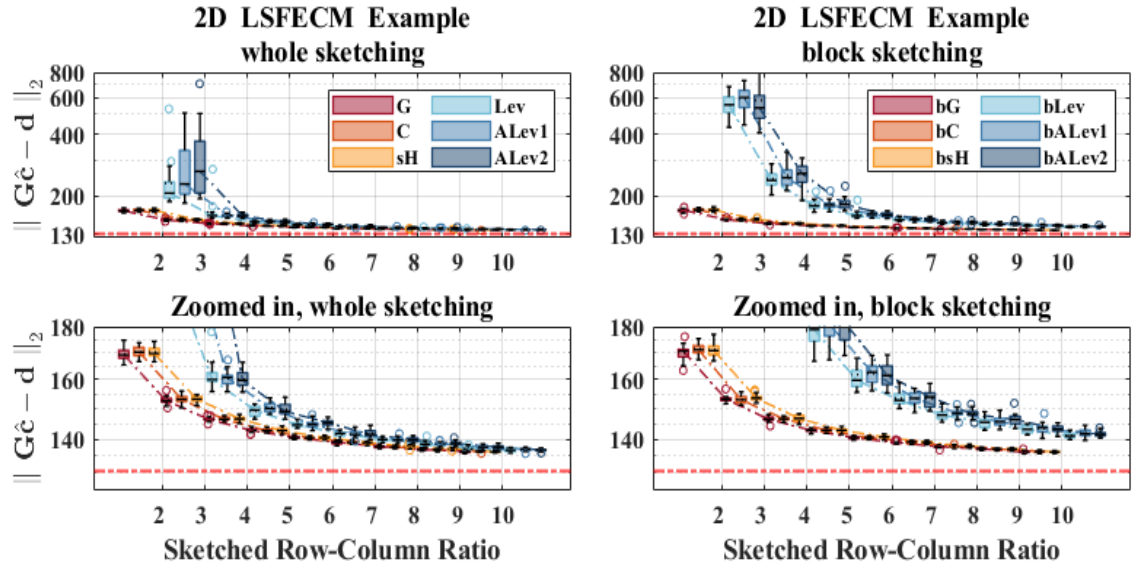 2D LSFECM Example
whole sketching
‖ Gĉ − d ‖₂
800
600
400
200
130
G
C
sH
Lev
ALev1
ALev2
2 3 4 5 6 7 8 9 10
2D LSFECM Example
block sketching
800
600
400
200
130
bG
bC
bsH
bLev
bALev1
bALev2
2 3 4 5 6 7 8 9 10
Zoomed in, whole sketching
‖ Gĉ − d ‖₂
180
160
140
2 3 4 5 6 7 8 9 10
Sketched Row-Column Ratio
Zoomed in, block sketching
180
160
140
2 3 4 5 6 7 8 9 10
Sketched Row-Column Ratio